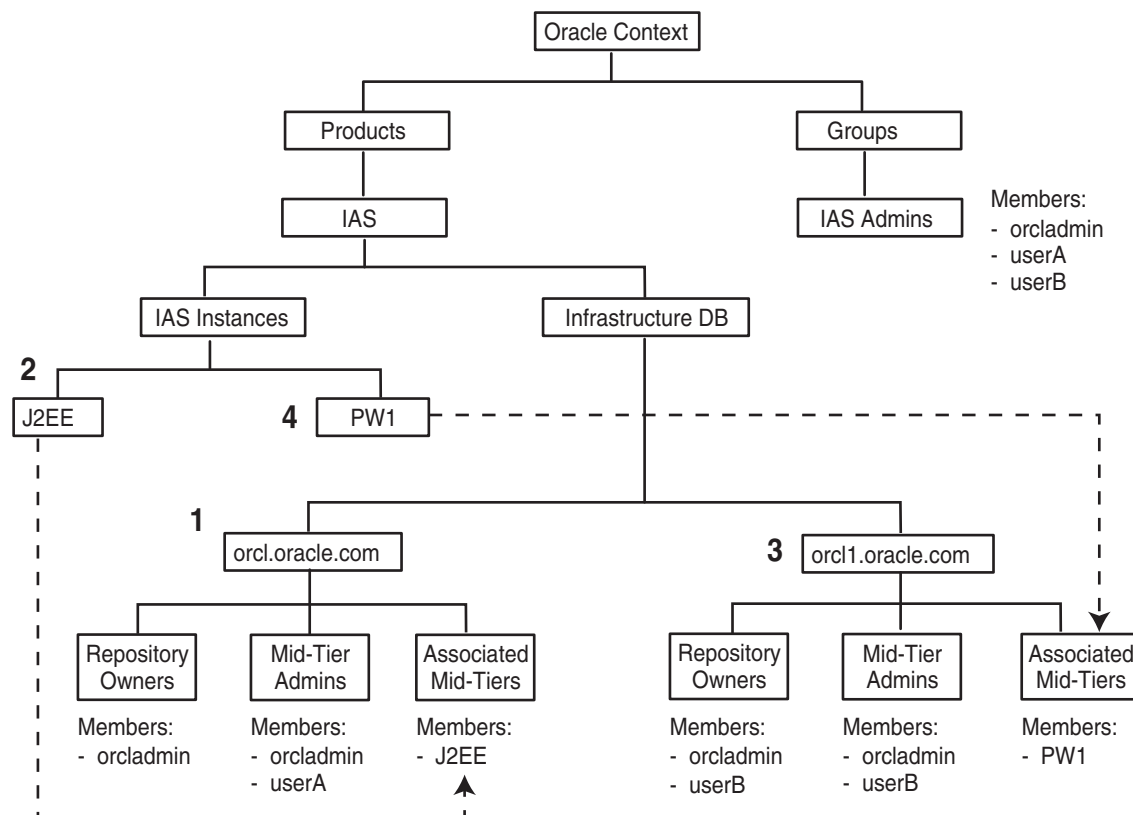 Oracle Context
Products
Groups
IAS
IAS Admins
Members:
- orcladmin
- userA
- userB
IAS Instances
Infrastructure DB
2
J2EE
4
PW1
1
orcl.oracle.com
3
orcl1.oracle.com
Repository
Owners
Members:
- orcladmin
Mid-Tier
Admins
Members:
- orcladmin
- userA
Associated
Mid-Tiers
Members:
- J2EE
Repository
Owners
Members:
- orcladmin
- userB
Mid-Tier
Admins
Members:
- orcladmin
- userB
Associated
Mid-Tiers
Members:
- PW1